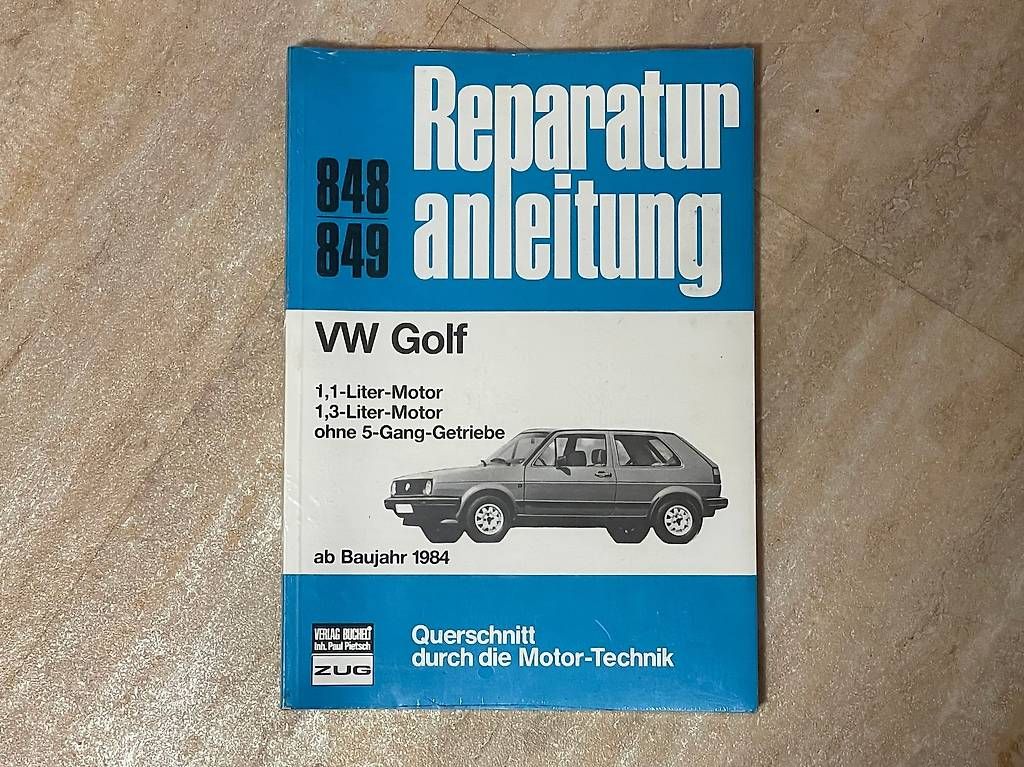 Reparatur
anleitung
848
849
VW Golf
1,1-Liter-Motor
1,3-Liter-Motor
ohne 5-Gang-Getriebe
ab Baujahr 1984
VERLAG BUCHELI
Inh. Paul Pietsch
ZUG
Querschnitt
durch die Motor-Technik